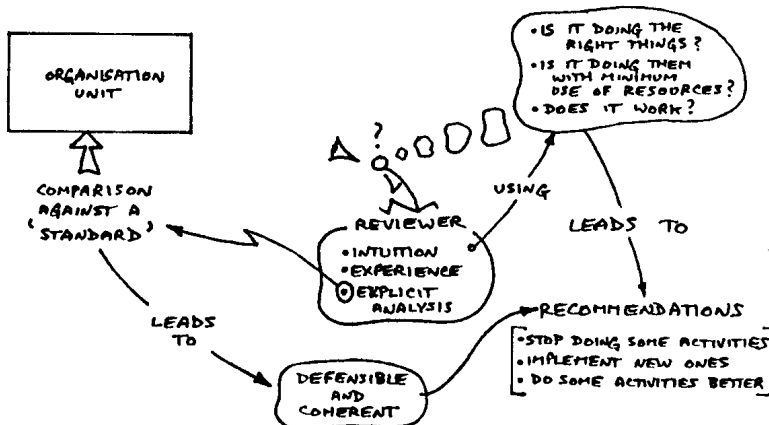 ORGANISATION
UNIT
COMPARISON
AGAINST A
'STANDARD'
LEADS
TO
DEFENSIBLE
AND
COHERENT
?
REVIEWER
• INTUITION
• EXPERIENCE
• EXPLICIT
ANALYSIS
USING
• IS IT DOING THE
RIGHT THINGS?
• IS IT DOING THEM
WITH MINIMUM
USE OF RESOURCES?
• DOES IT WORK?
LEADS TO
RECOMMENDATIONS
• STOP DOING SOME ACTIVITIES
• IMPLEMENT NEW ONES
• DO SOME ACTIVITIES BETTER